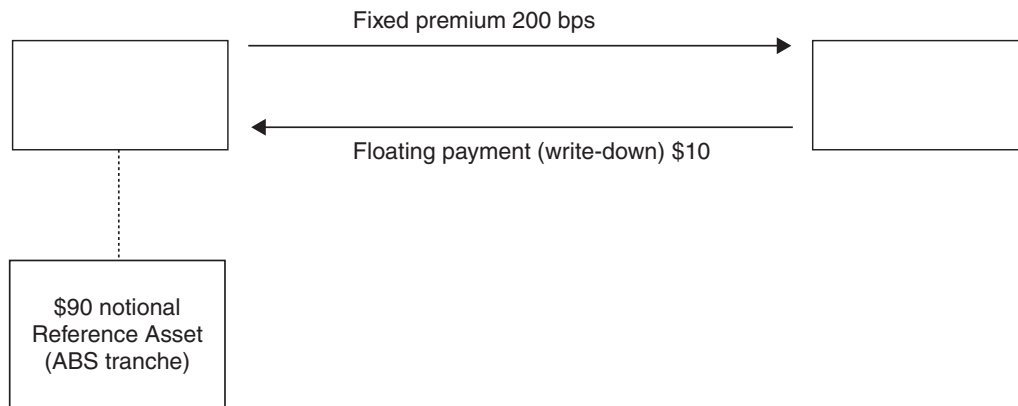 Fixed premium 200 bps
Floating payment (write-down) $10
$90 notional
Reference Asset
(ABS tranche)